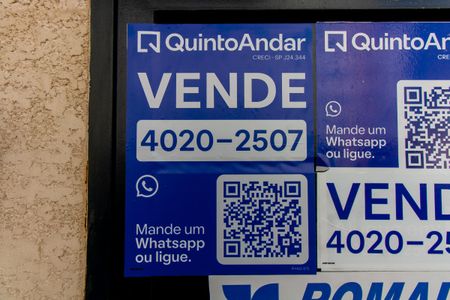 QuintoAndar
CRECI - SP J24.344
VENDE
4020-2507
Mande um
Whatsapp
ou ligue.
QuintoAndar
Mande um
Whatsapp
ou ligue.
VEND
4020-25